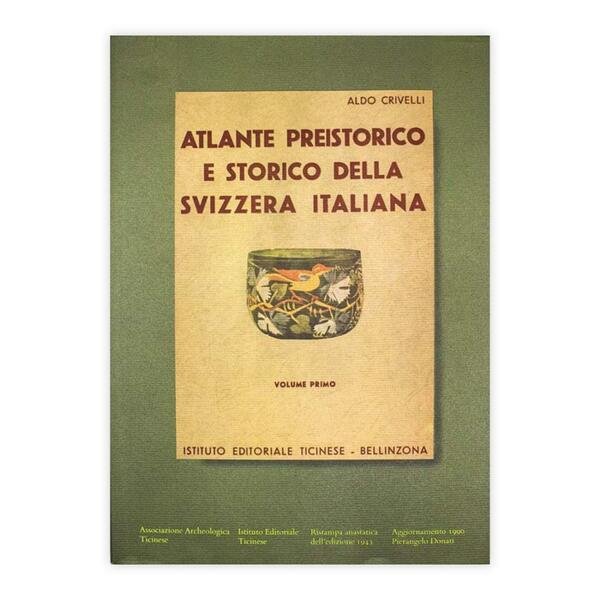 ALDO CRIVELLI
ATLANTE PREISTORICO
E STORICO DELLA
SVIZZERA ITALIANA
VOLUME PRIMO
ISTITUTO EDITORIALE TICINESE - BELLINZONA
Associazione Archeologica
Ticinese
Istituto Editoriale
Ticinese
Ristampa anastatica
dell'edizione 1943
Aggiornamento 1990
Pierangelo Donati